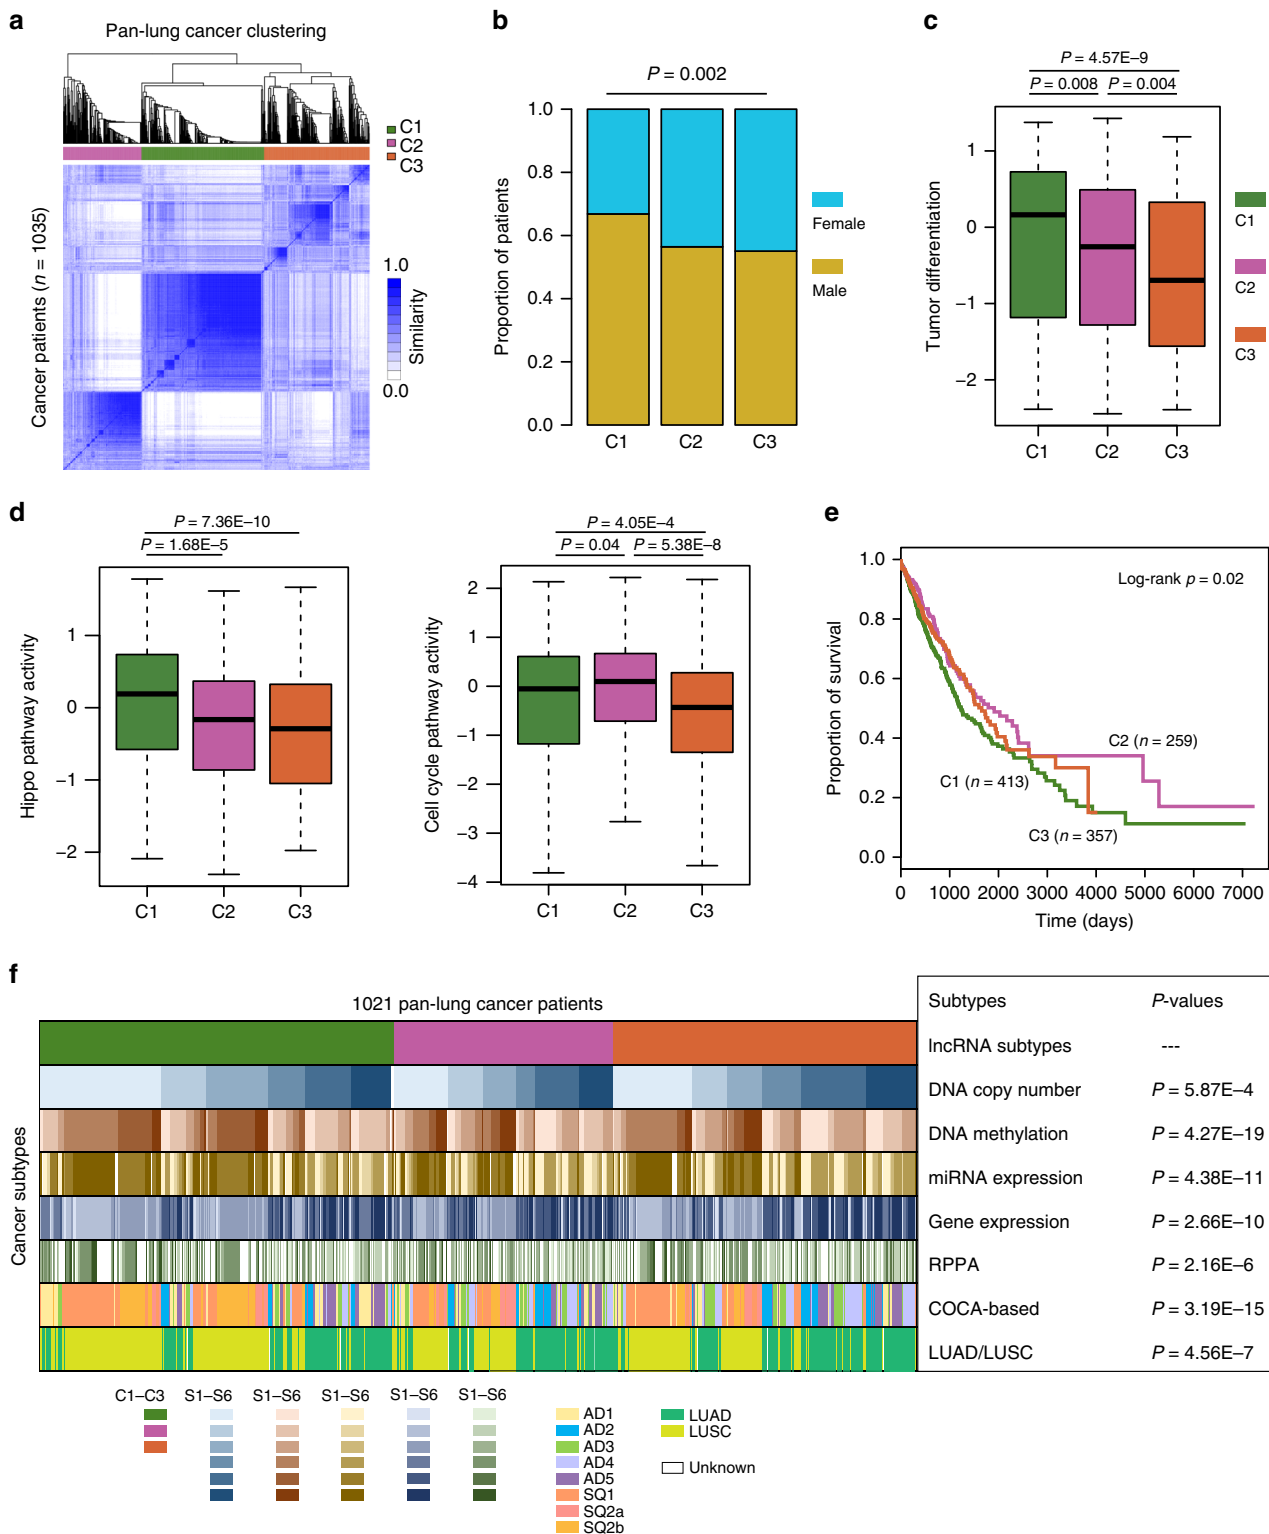 a
Pan-lung cancer clustering
C1
C2
C3
Cancer patients (n = 1035)
1.0
Similarity
0.0
b
P = 0.002
1.0
0.8
0.6
0.4
0.2
0.0
Proportion of patients
C1
C2
C3
Female
Male
c
P = 4.57E–9
P = 0.008
P = 0.004
Tumor differentiation
1
0
–1
–2
C1
C2
C3
C1
C2
C3
d
P = 7.36E–10
P = 1.68E–5
Hippo pathway activity
1
0
–1
–2
C1
C2
C3
P = 4.05E–4
P = 0.04
P = 5.38E–8
Cell cycle pathway activity
2
1
0
–1
–2
–3
–4
C1
C2
C3
e
Log-rank p = 0.02
Proportion of survival
1.0
0.8
0.6
0.4
0.2
0.0
C2 (n = 259)
C1 (n = 413)
C3 (n = 357)
0 1000 2000 3000 4000 5000 6000 7000
Time (days)
f
1021 pan-lung cancer patients
Cancer subtypes
Subtypes P-values
lncRNA subtypes ---
DNA copy number P = 5.87E–4
DNA methylation P = 4.27E–19
miRNA expression P = 4.38E–11
Gene expression P = 2.66E–10
RPPA P = 2.16E–6
COCA-based P = 3.19E–15
LUAD/LUSC P = 4.56E–7
C1–C3 S1–S6 S1–S6 S1–S6 S1–S6 S1–S6
AD1
AD2
AD3
AD4
AD5
SQ1
SQ2a
SQ2b
LUAD
LUSC
Unknown